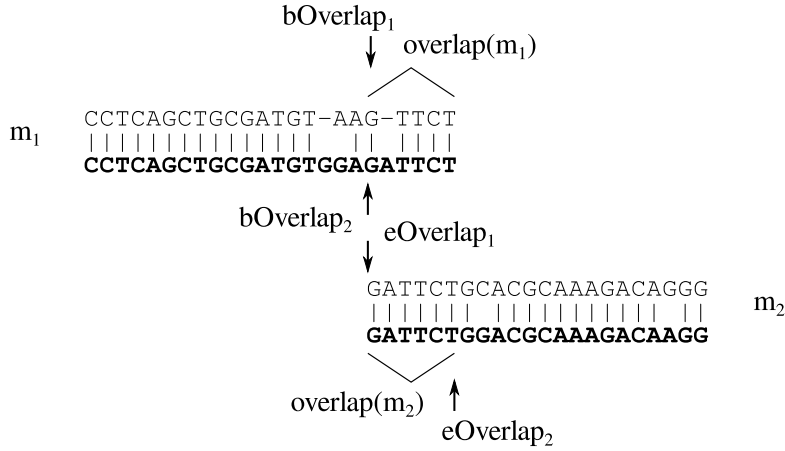 bOverlap1
overlap(m1)
CCTCAGCTGCGATGT–AAG–TTCT
m1
CCTCAGCTGCGATGTGGAGATTCT
bOverlap2
eOverlap1
GATTCTGCACGCAAAGACAGGG
m2
GATTCTGGACGCAAAGACAAGG
overlap(m2)
eOverlap2